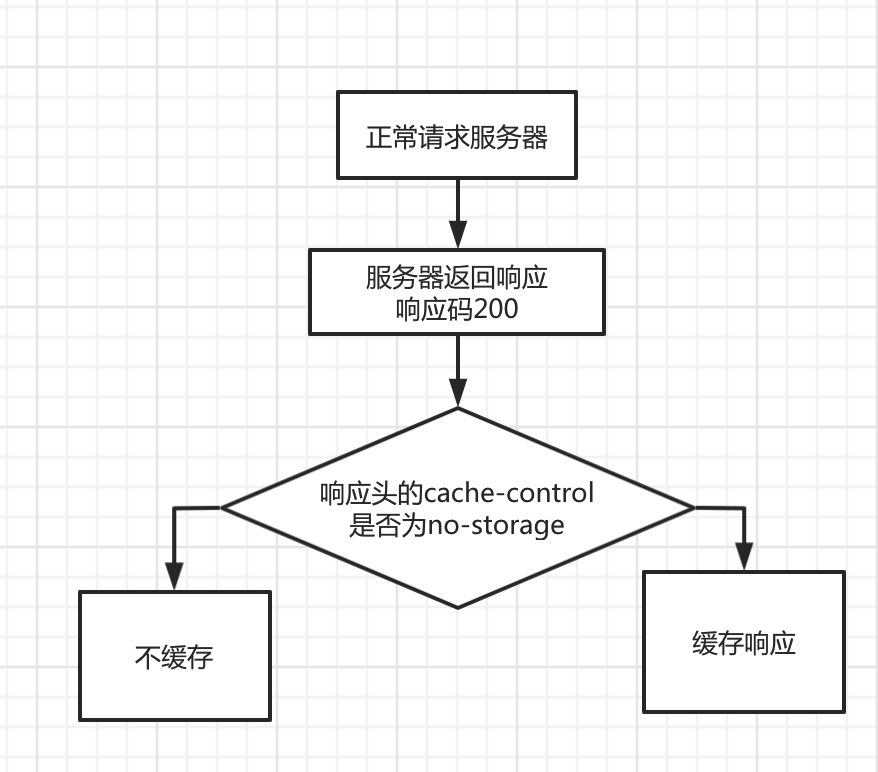 正常请求服务器
服务器返回响应
响应码200
响应头的cache-control
是否为no-storage
不缓存
缓存响应